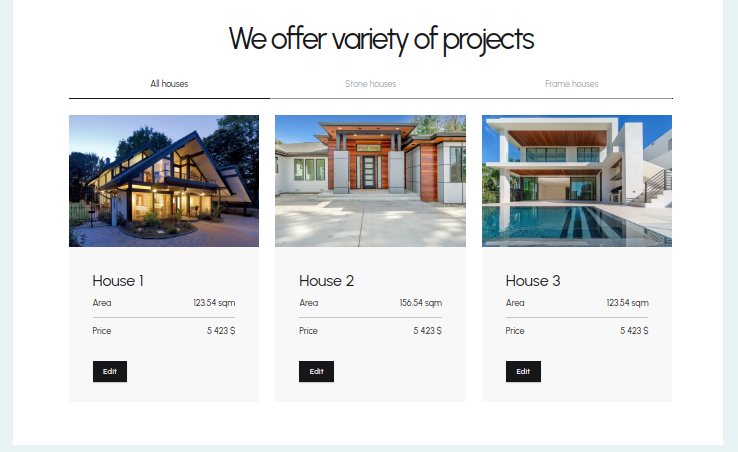 We offer variety of projects
All houses Stone houses Frame houses
House 1
Area 123.54 sqm
Price 5 423 $
Edit
House 2
Area 156.54 sqm
Price 5 423 $
Edit
House 3
Area 123.54 sqm
Price 5 423 $
Edit